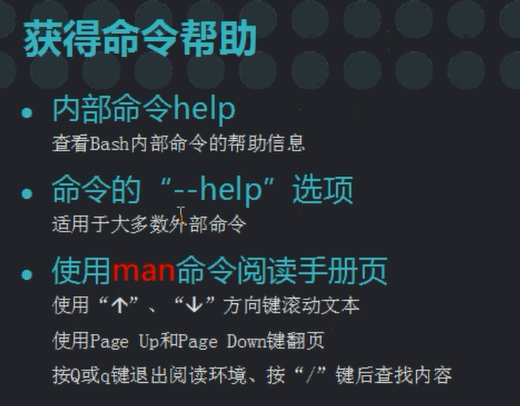 获得命令帮助
内部命令help
查看Bash内部命令的帮助信息
命令的“--help”选项
适用于大多数外部命令
使用man命令阅读手册页
使用“↑”、“↓”方向键滚动文本
使用Page Up和Page Down键翻页
按Q或q键退出阅读环境、按“/”键后查找内容